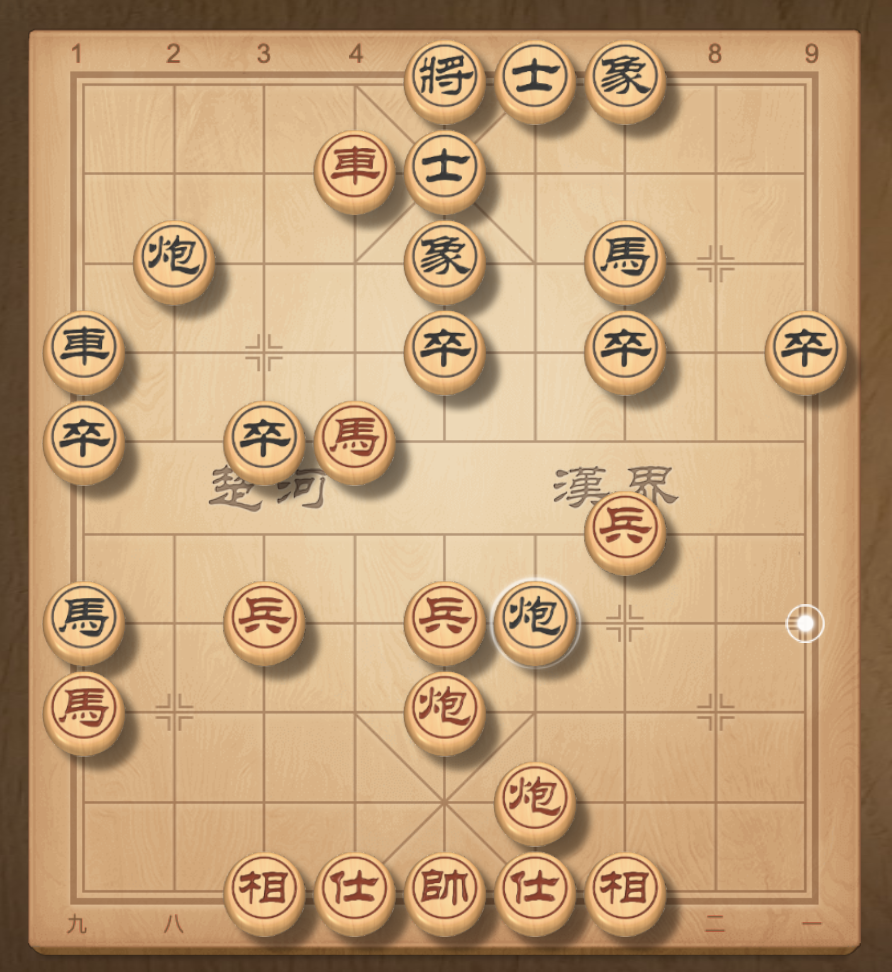 1 2 3 4 8 9
將 士 象
車 士
炮 象 馬
車 卒 卒 卒
卒 卒 馬
楚河 漢界
兵
馬 兵 兵 炮
馬 炮
炮
相 仕 帥 仕 相
九 八 二 一